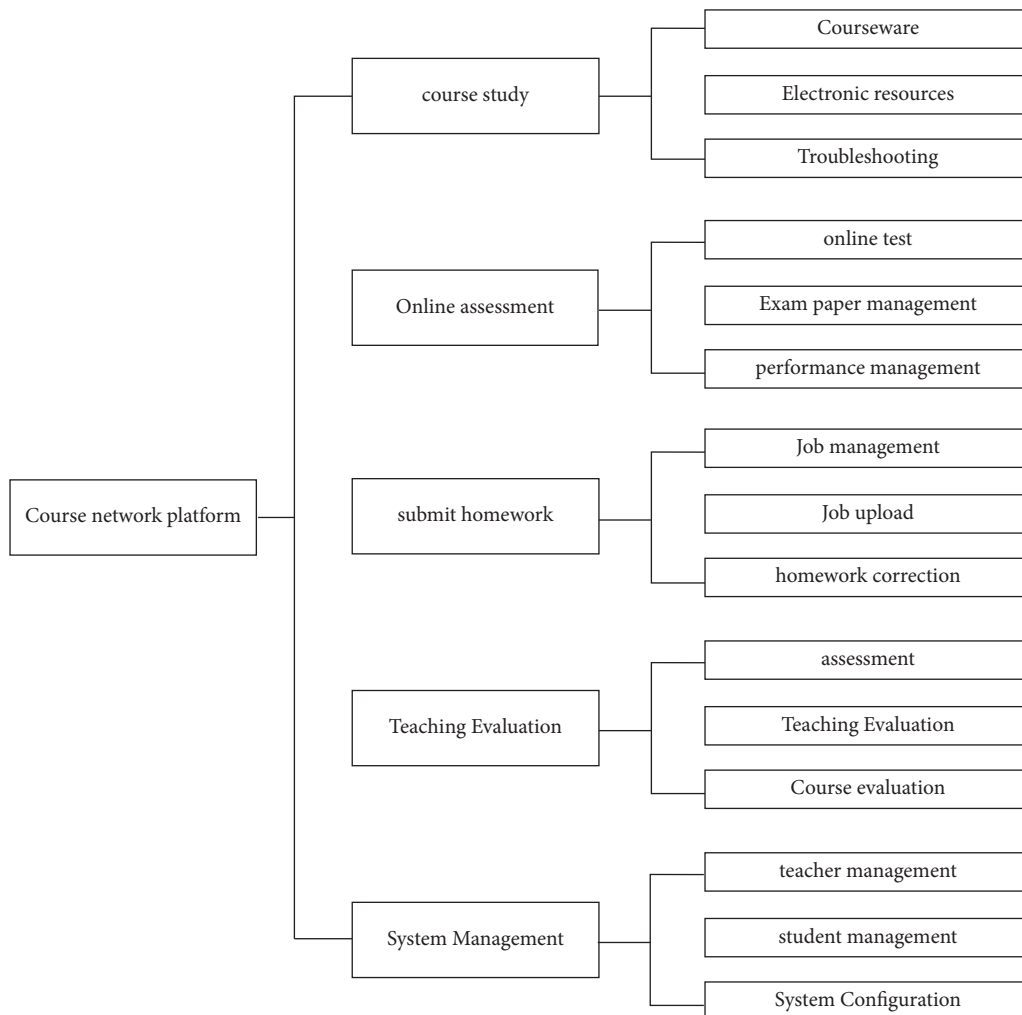 Course network platform
course study
Courseware
Electronic resources
Troubleshooting
Online assessment
online test
Exam paper management
performance management
submit homework
Job management
Job upload
homework correction
Teaching Evaluation
assessment
Teaching Evaluation
Course evaluation
System Management
teacher management
student management
System Configuration